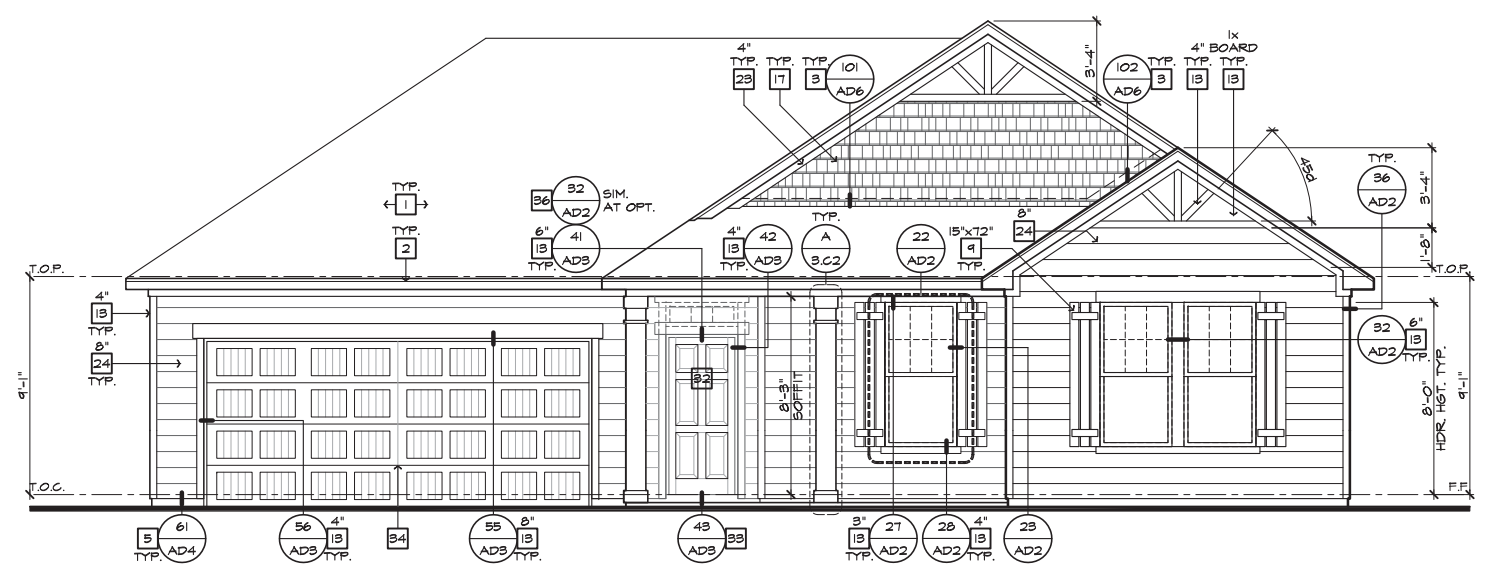 4"
TYP.
23
TYP.
17
TYP.
3
101
AD6
3'-4"
102
AD6
TYP.
3
4"
TYP.
13
1x
BOARD
TYP.
13
45d
TYP.
36
AD2
3'-4"
1'-8"
TYP.
1
TYP.
2
36
32
AD2
SIM.
AT OPT.
6"
13
TYP.
41
AD3
4"
13
TYP.
42
AD3
TYP.
A
3.C2
22
AD2
15"x72"
9
TYP.
8"
24
T.O.P.
T.O.P.
4"
13
TYP.
8"
24
TYP.
9'-1"
32
8'-3"
SOFFIT
32
AD2
6"
13
TYP.
8'-0"
HDR. HGT. TYP.
9'-1"
T.O.C.
F.F.
5
TYP.
61
AD4
56
AD3
4"
13
TYP.
34
55
AD3
8"
13
TYP.
43
AD3
33
3"
13
TYP.
27
AD2
28
AD2
4"
13
TYP.
23
AD2